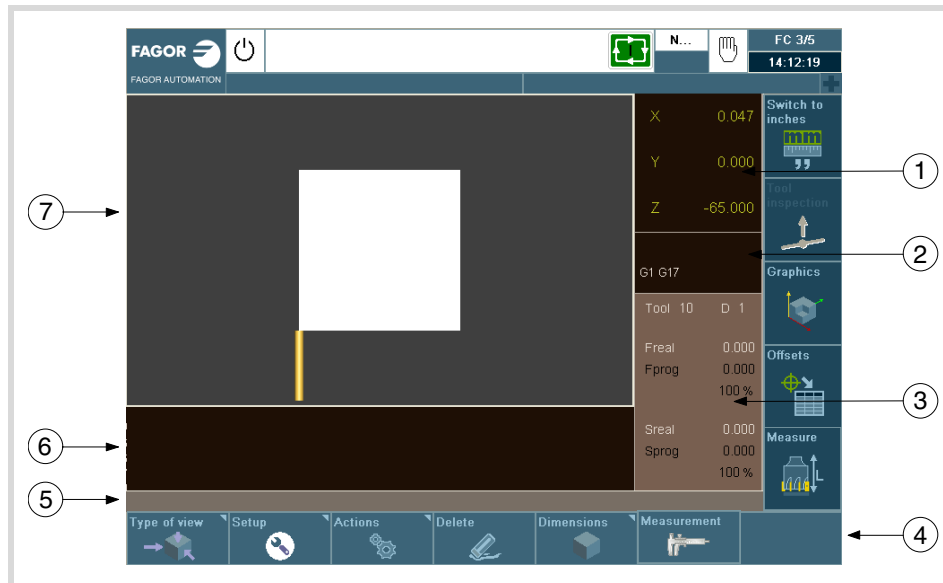 FAGOR
FAGOR AUTOMATION
N...
FC 3/5
14:12:19
X 0.047
Y 0.000
Z -65.000
G1 G17
Tool 10 D 1
Freal 0.000
Fprog 0.000
100 %
Sreal 0.000
Sprog 0.000
100 %
Switch to
inches
mm
"
Tool
inspection
Graphics
Offsets
Measure
L
Type of view
Setup
Actions
Delete
Dimensions
Measurement
1
2
3
4
5
6
7